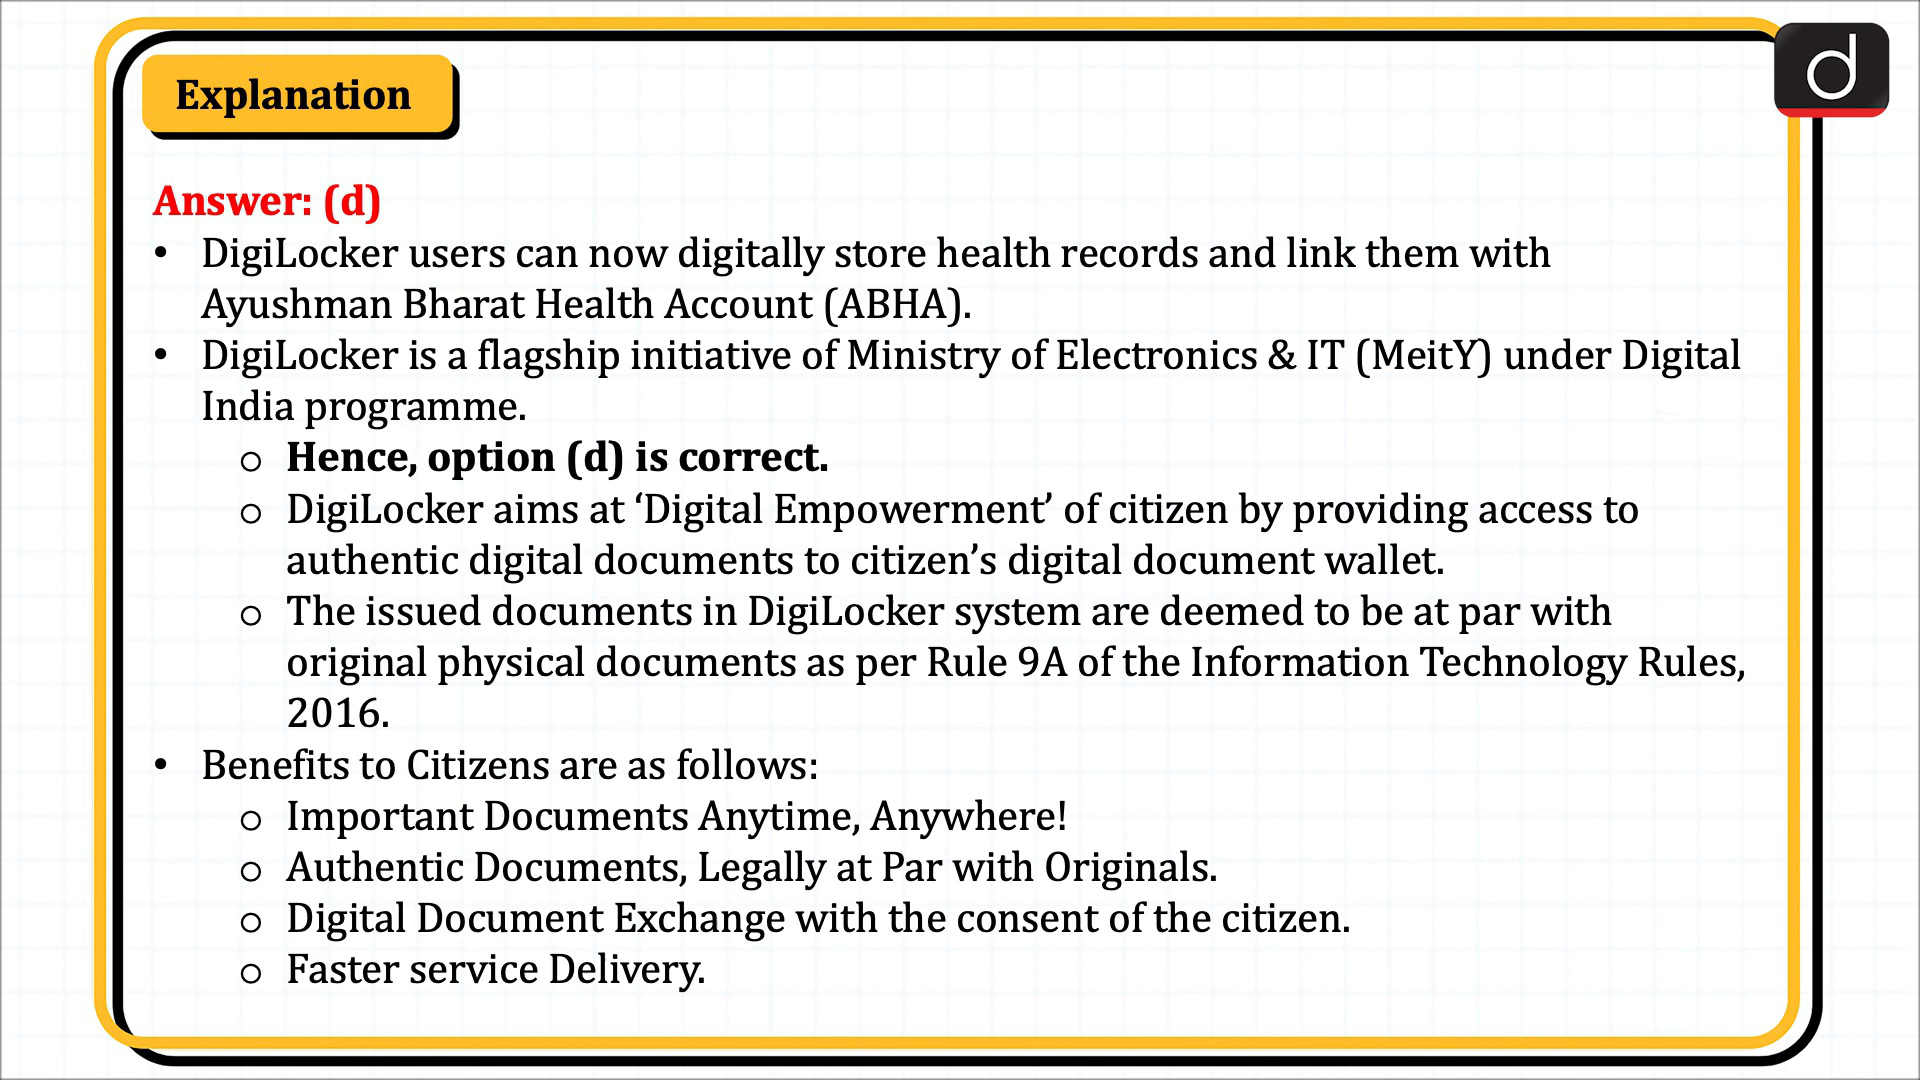 Explanation
d
Answer: (d)
• DigiLocker users can now digitally store health records and link them with
Ayushman Bharat Health Account (ABHA).
• DigiLocker is a flagship initiative of Ministry of Electronics & IT (MeitY) under Digital
India programme.
o Hence, option (d) is correct.
o DigiLocker aims at ‘Digital Empowerment’ of citizen by providing access to
authentic digital documents to citizen’s digital document wallet.
o The issued documents in DigiLocker system are deemed to be at par with
original physical documents as per Rule 9A of the Information Technology Rules,
2016.
• Benefits to Citizens are as follows:
o Important Documents Anytime, Anywhere!
o Authentic Documents, Legally at Par with Originals.
o Digital Document Exchange with the consent of the citizen.
o Faster service Delivery.